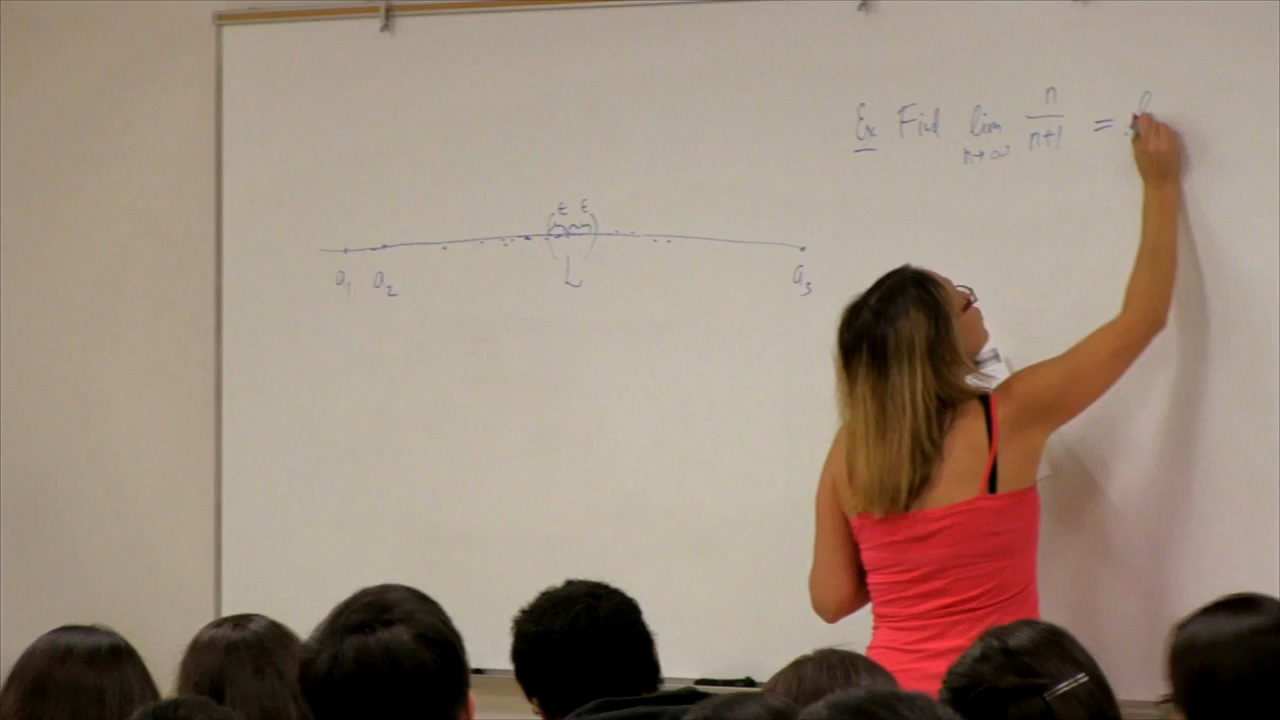 Ex Find lim n→∞ n/n+1 =
ε ε
a₁ a₂ L a₃